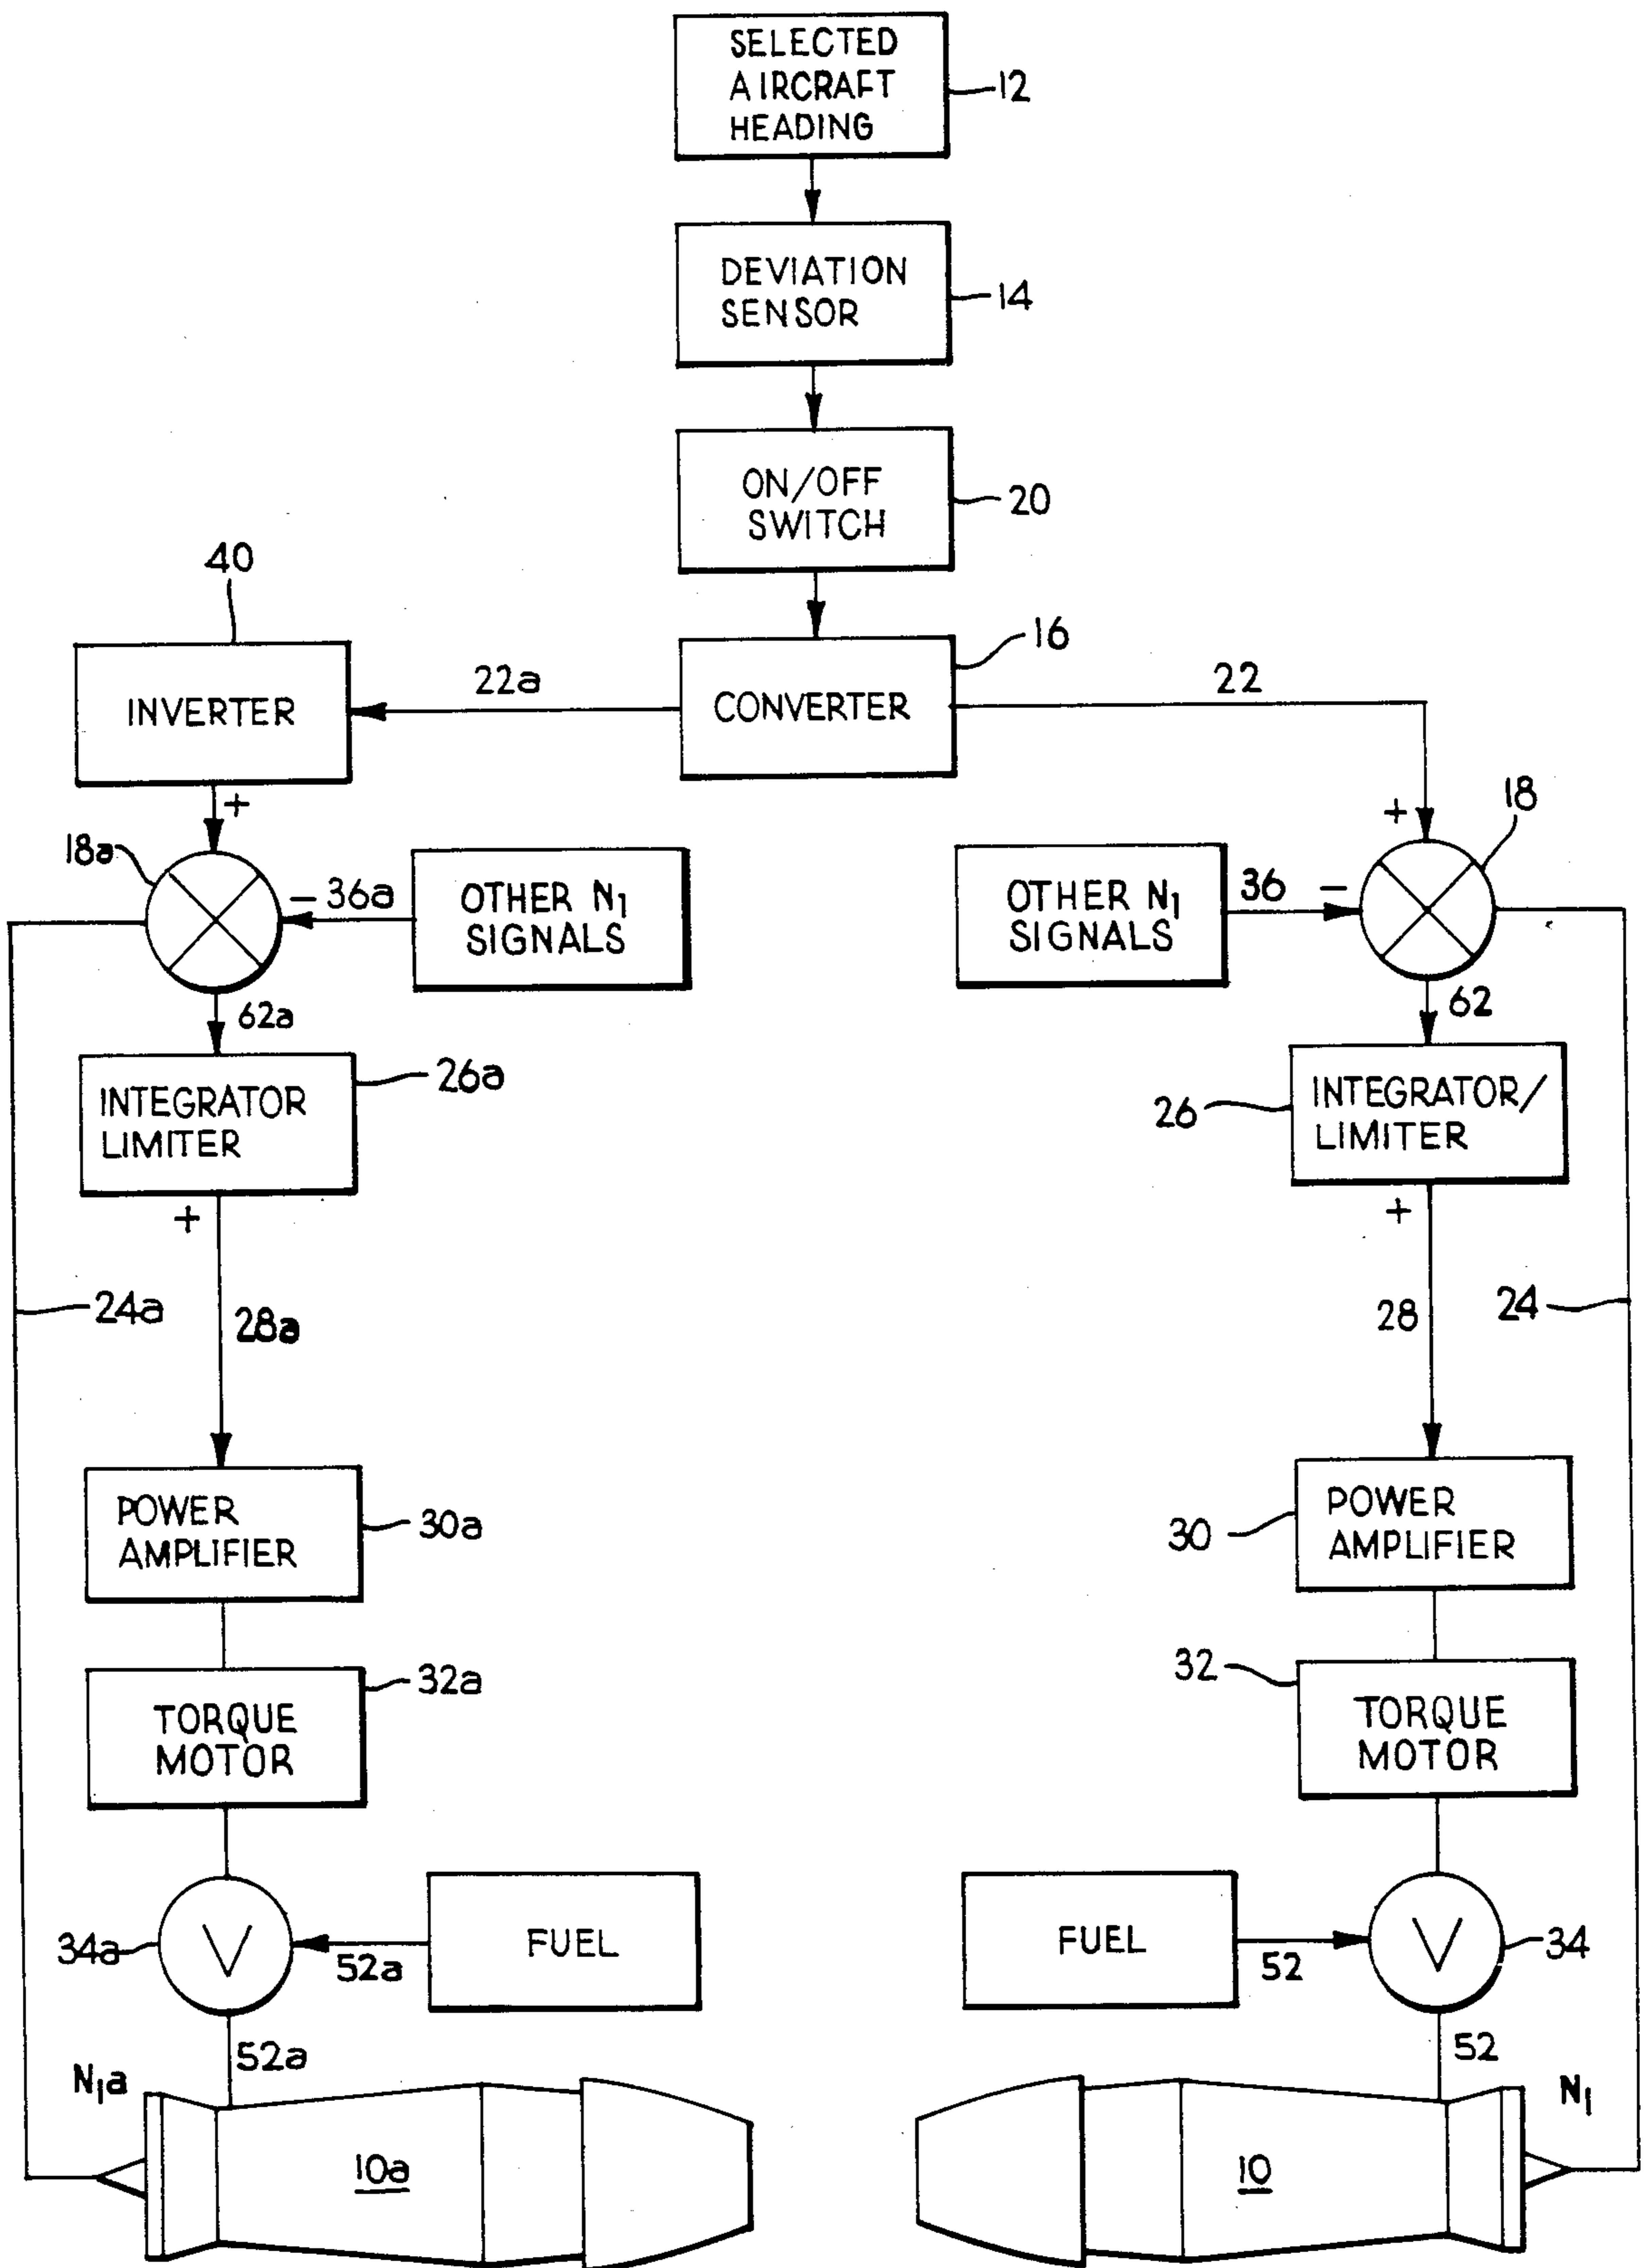 SELECTED
AIRCRAFT
HEADING
12
DEVIATION
SENSOR
14
ON/OFF
SWITCH
20
40
16
INVERTER
22a
CONVERTER
22
+
+
18a
18
− 36a
OTHER N1
SIGNALS
OTHER N1
SIGNALS
36 −
62a
62
INTEGRATOR
LIMITER
26a
26
INTEGRATOR/
LIMITER
+
+
24a
28a
28
24
POWER
AMPLIFIER
30a
30
POWER
AMPLIFIER
32a
32
TORQUE
MOTOR
TORQUE
MOTOR
34a
V
52a
FUEL
FUEL
52
V
34
52a
52
N1a
N1
10a
10